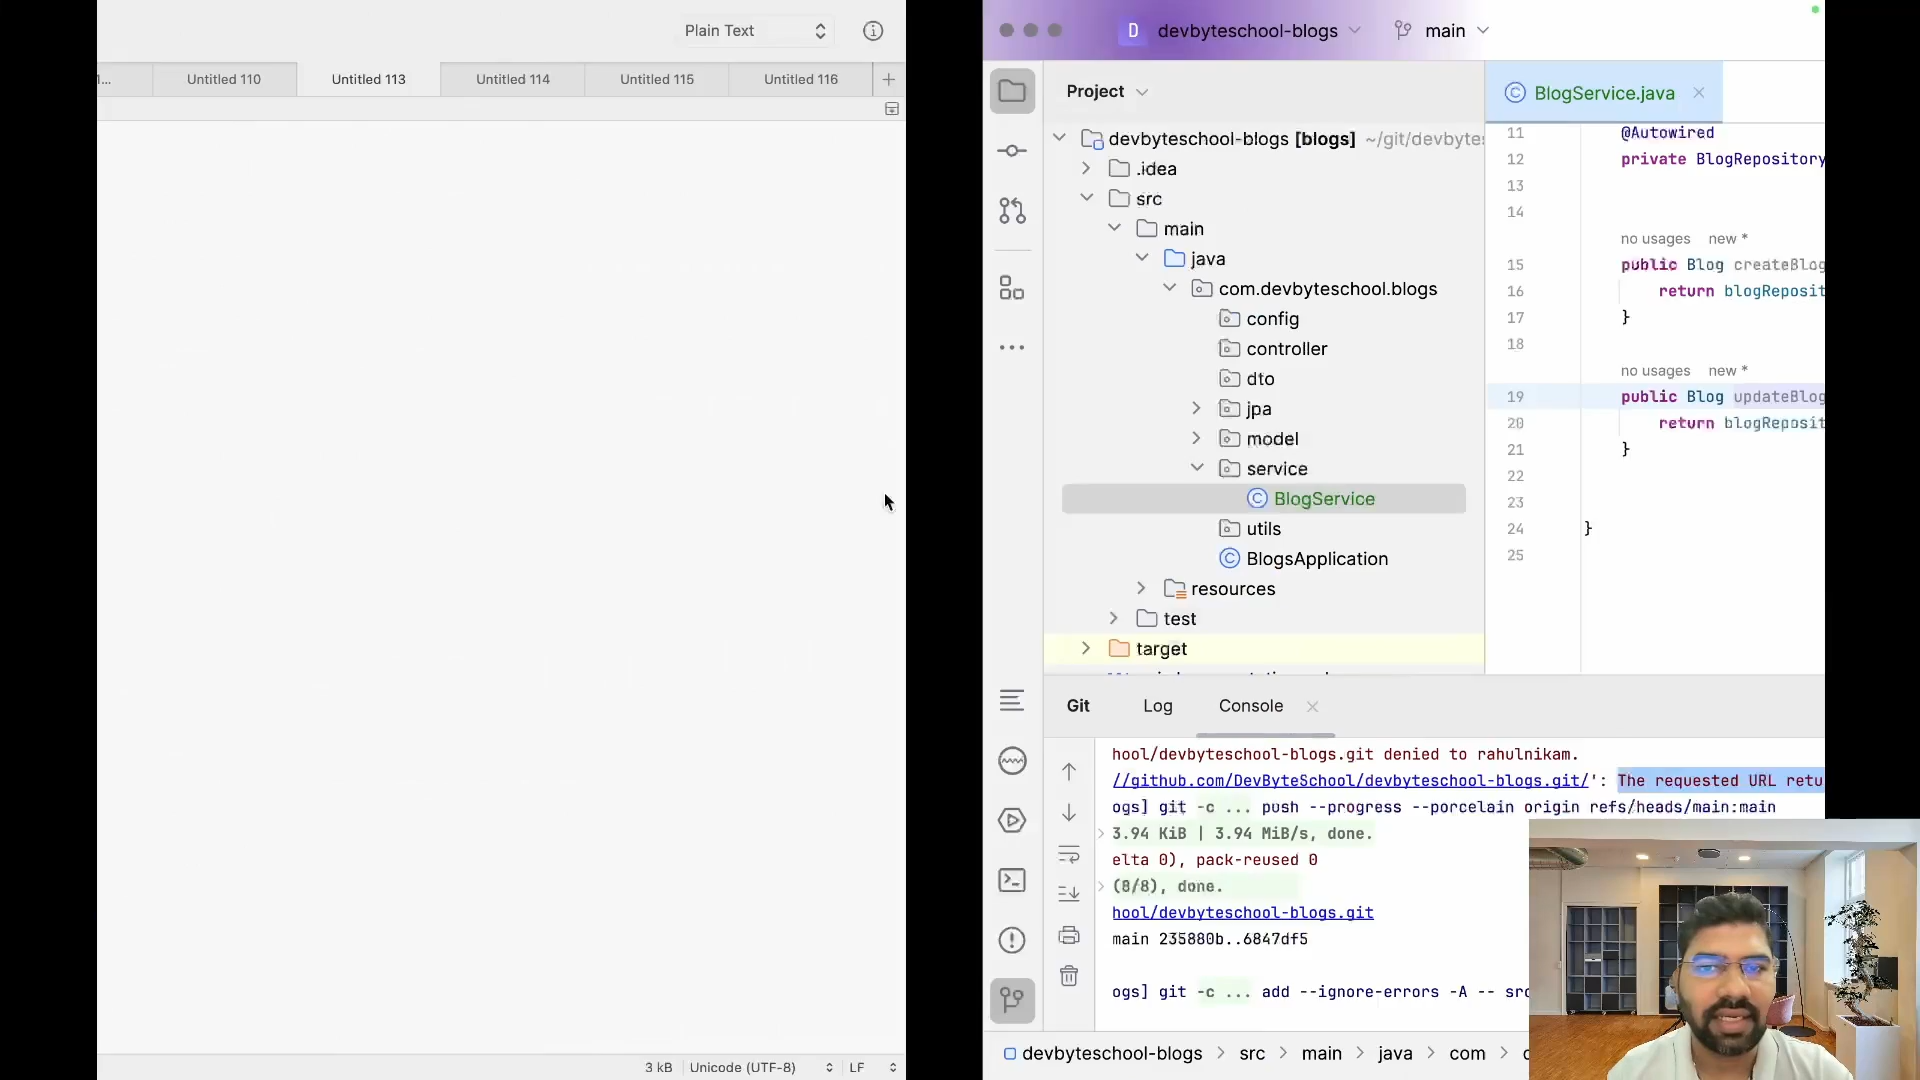 Plain Text
1...
Untitled 110
Untitled 113
Untitled 114
Untitled 115
Untitled 116
3 kB
Unicode (UTF-8)
LF
D devbyteschool-blogs
main
Project
devbyteschool-blogs [blogs] ~/git/devbytes
.idea
src
main
java
com.devbyteschool.blogs
config
controller
dto
jpa
model
service
BlogService
utils
BlogsApplication
resources
test
target
BlogService.java
11 @Autowired
12 private BlogRepository
13
14
no usages new *
15 public Blog createBlog
16 return blogReposit
17 }
18
no usages new *
19 public Blog updateBlog
20 return blogReposit
21 }
22
23
24 }
25
Git
Log
Console
hool/devbyteschool-blogs.git denied to rahulnikam.
//github.com/DevByteSchool/devbyteschool-blogs.git/': The requested URL retu
ogs] git -c ... push --progress --porcelain origin refs/heads/main:main
3.94 KiB | 3.94 MiB/s, done.
elta 0), pack-reused 0
(8/8), done.
hool/devbyteschool-blogs.git
main 235880b..6847df5
ogs] git -c ... add --ignore-errors -A -- src
devbyteschool-blogs > src > main > java > com >